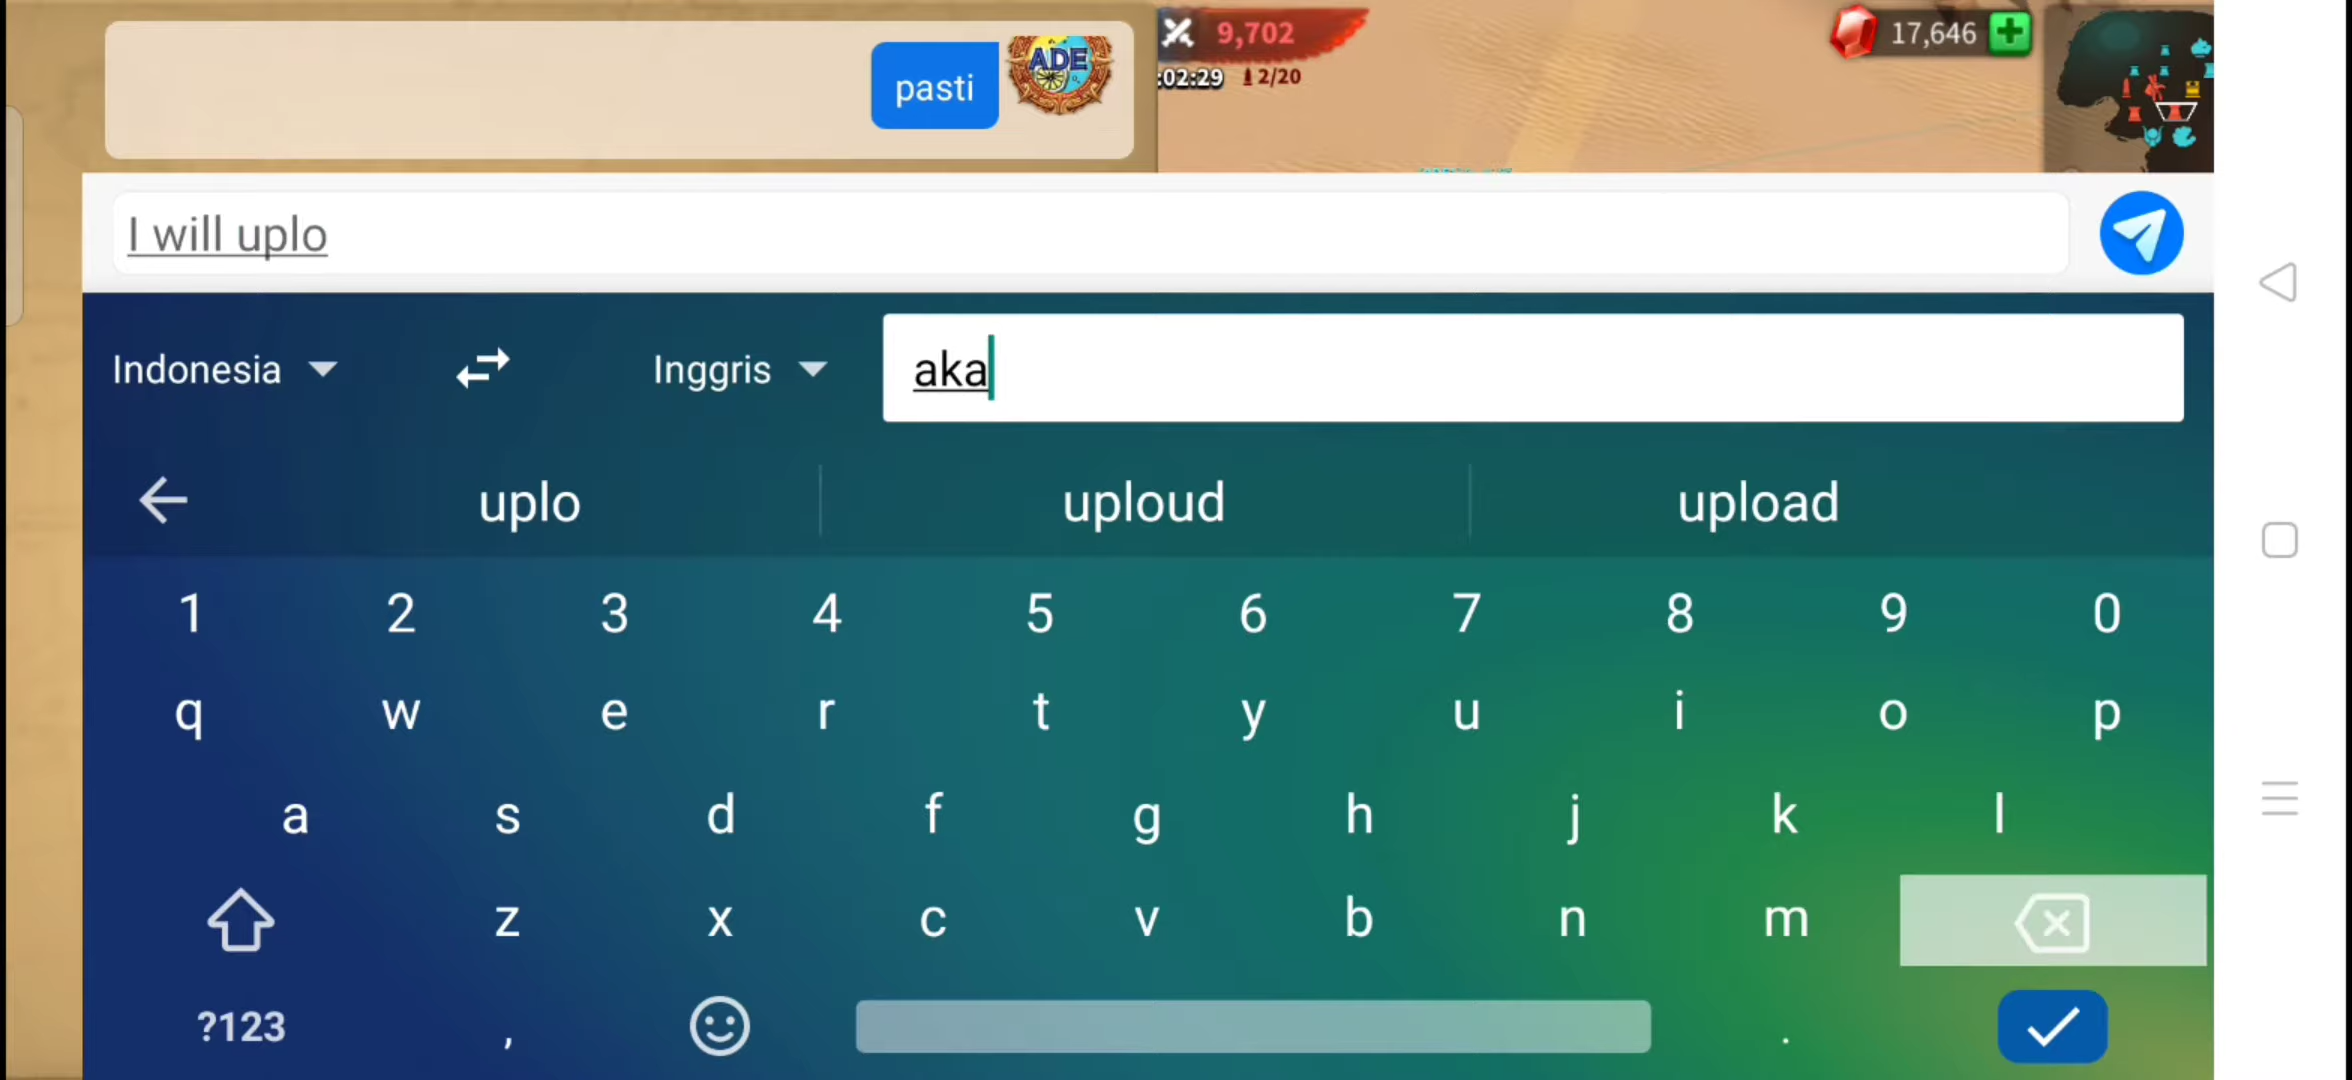 9,702
17,646
:02:29 2/20
pasti
ADE
I will uplo
Indonesia Inggris aka
uplo uploud upload
1 2 3 4 5 6 7 8 9 0
q w e r t y u i o p
a s d f g h j k l
z x c v b n m
?123 , .